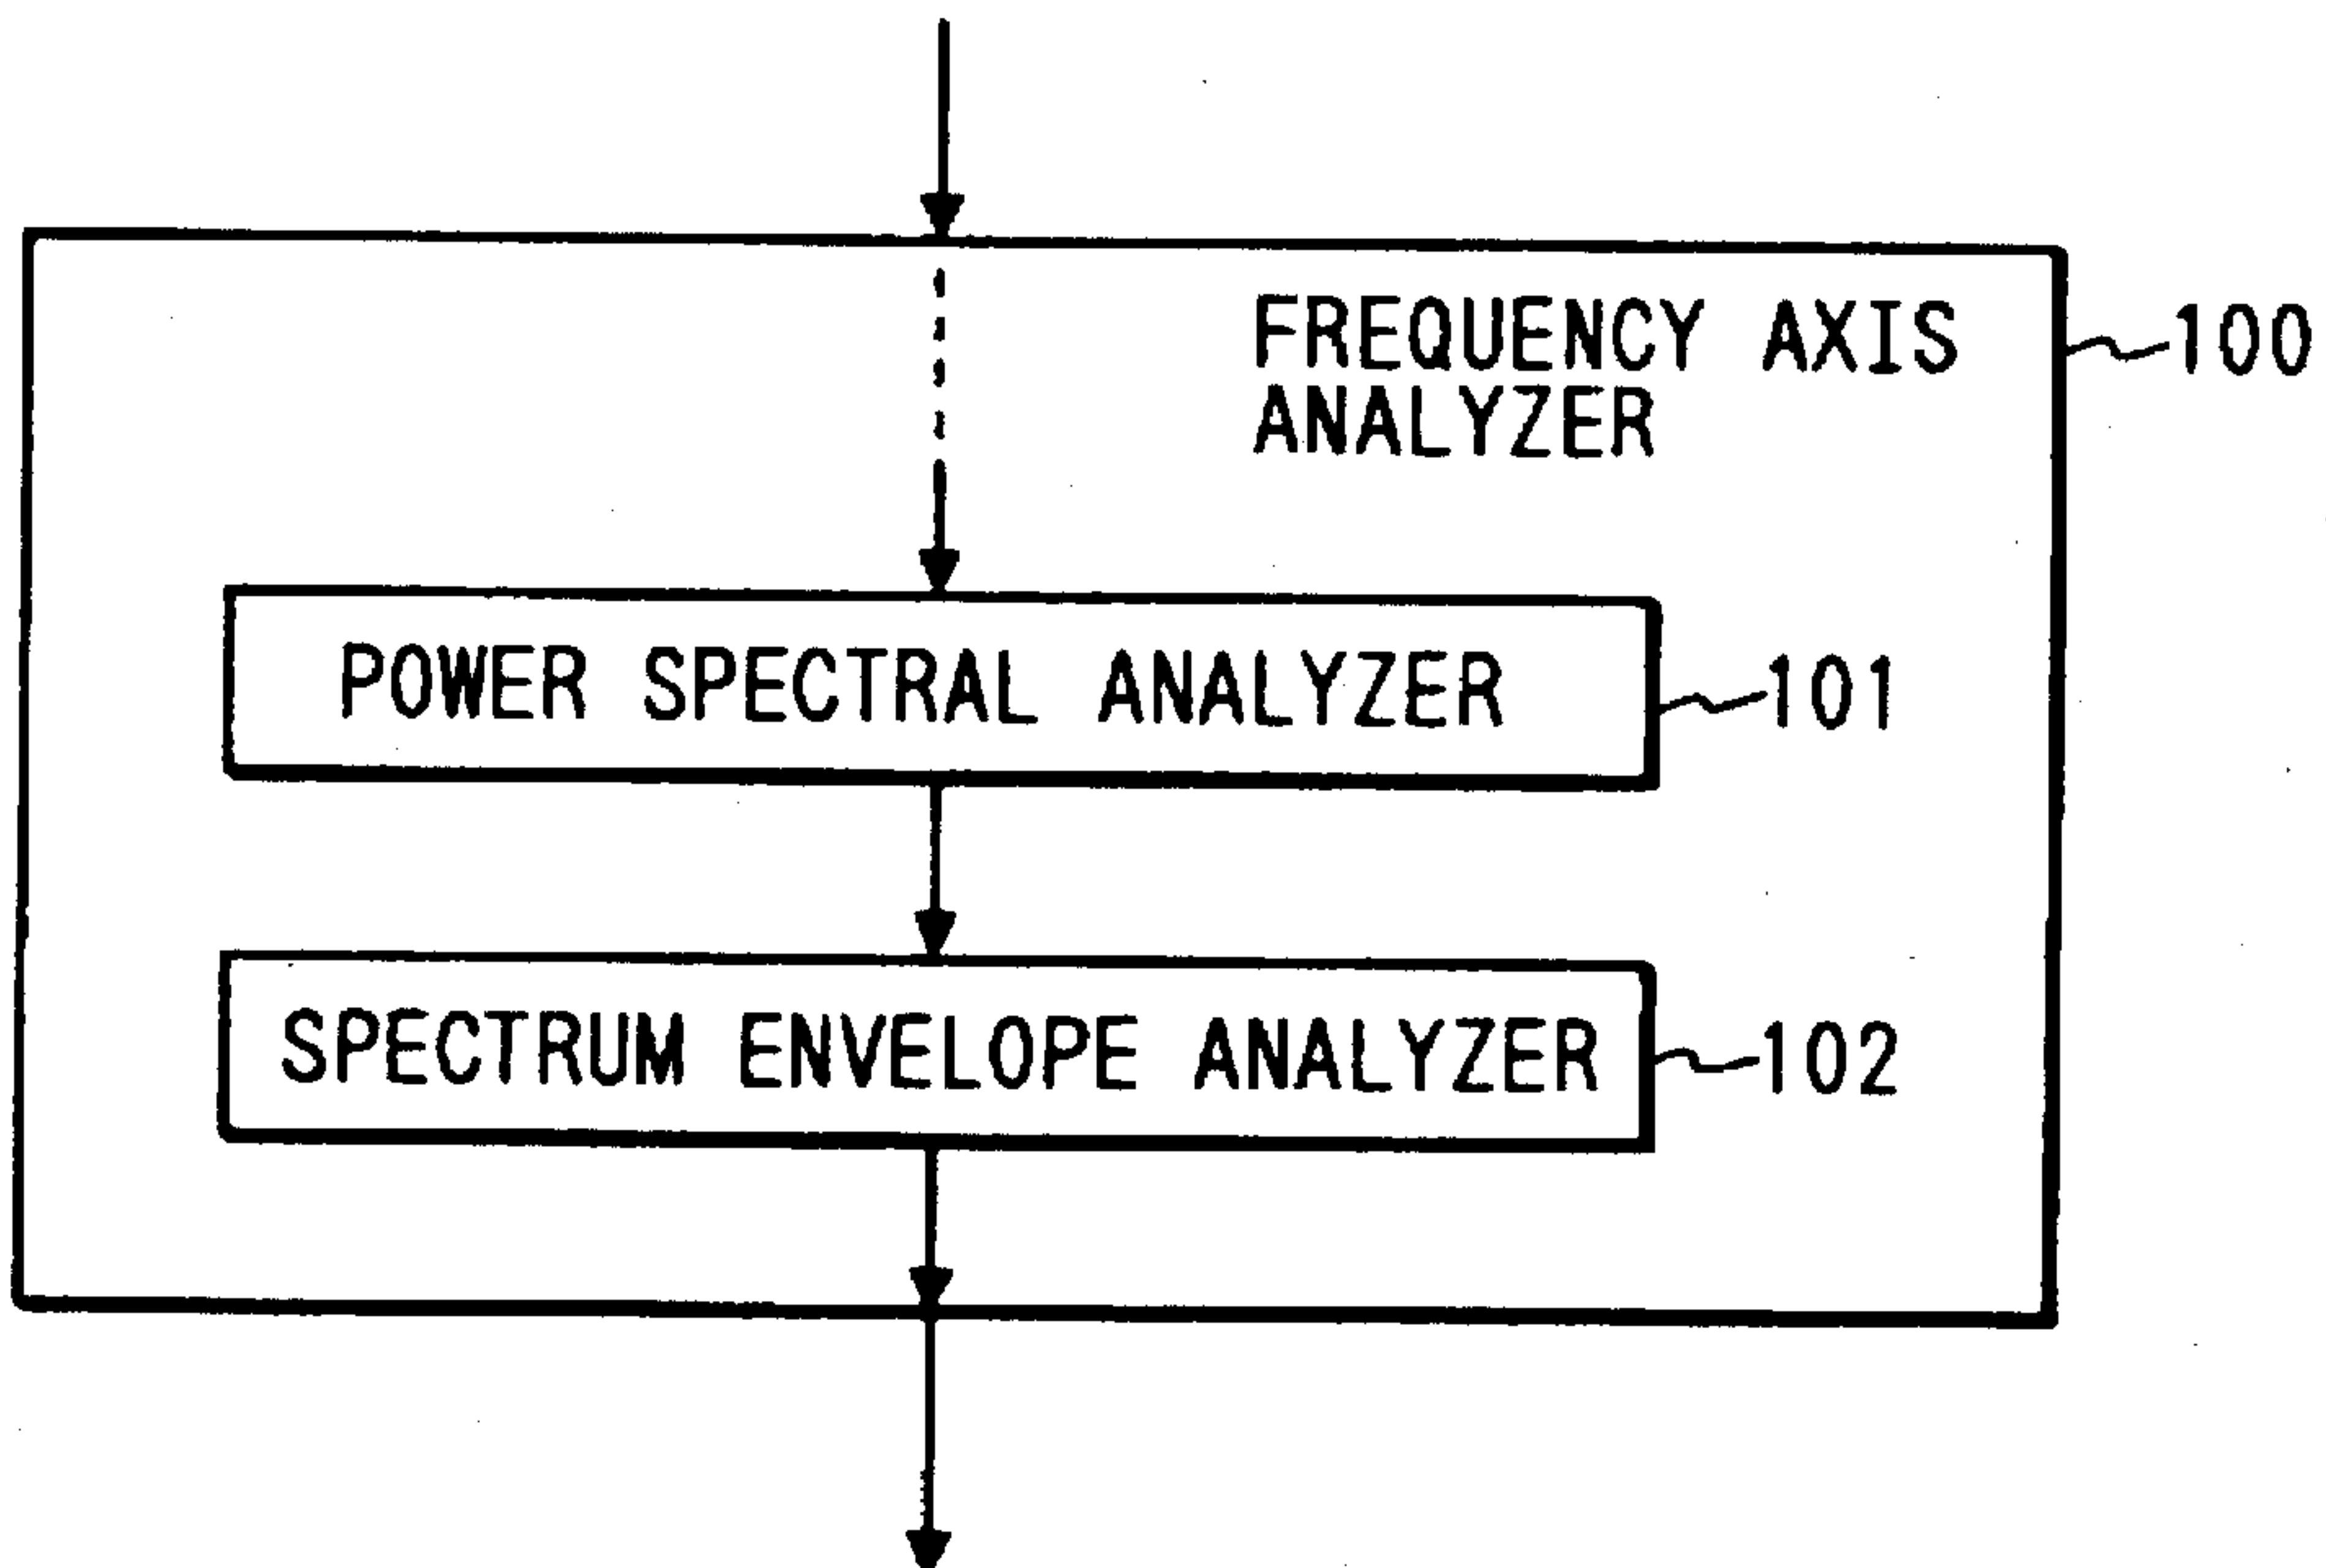 FREQUENCY AXIS
ANALYZER
100
POWER SPECTRAL ANALYZER
101
SPECTRUM ENVELOPE ANALYZER
102